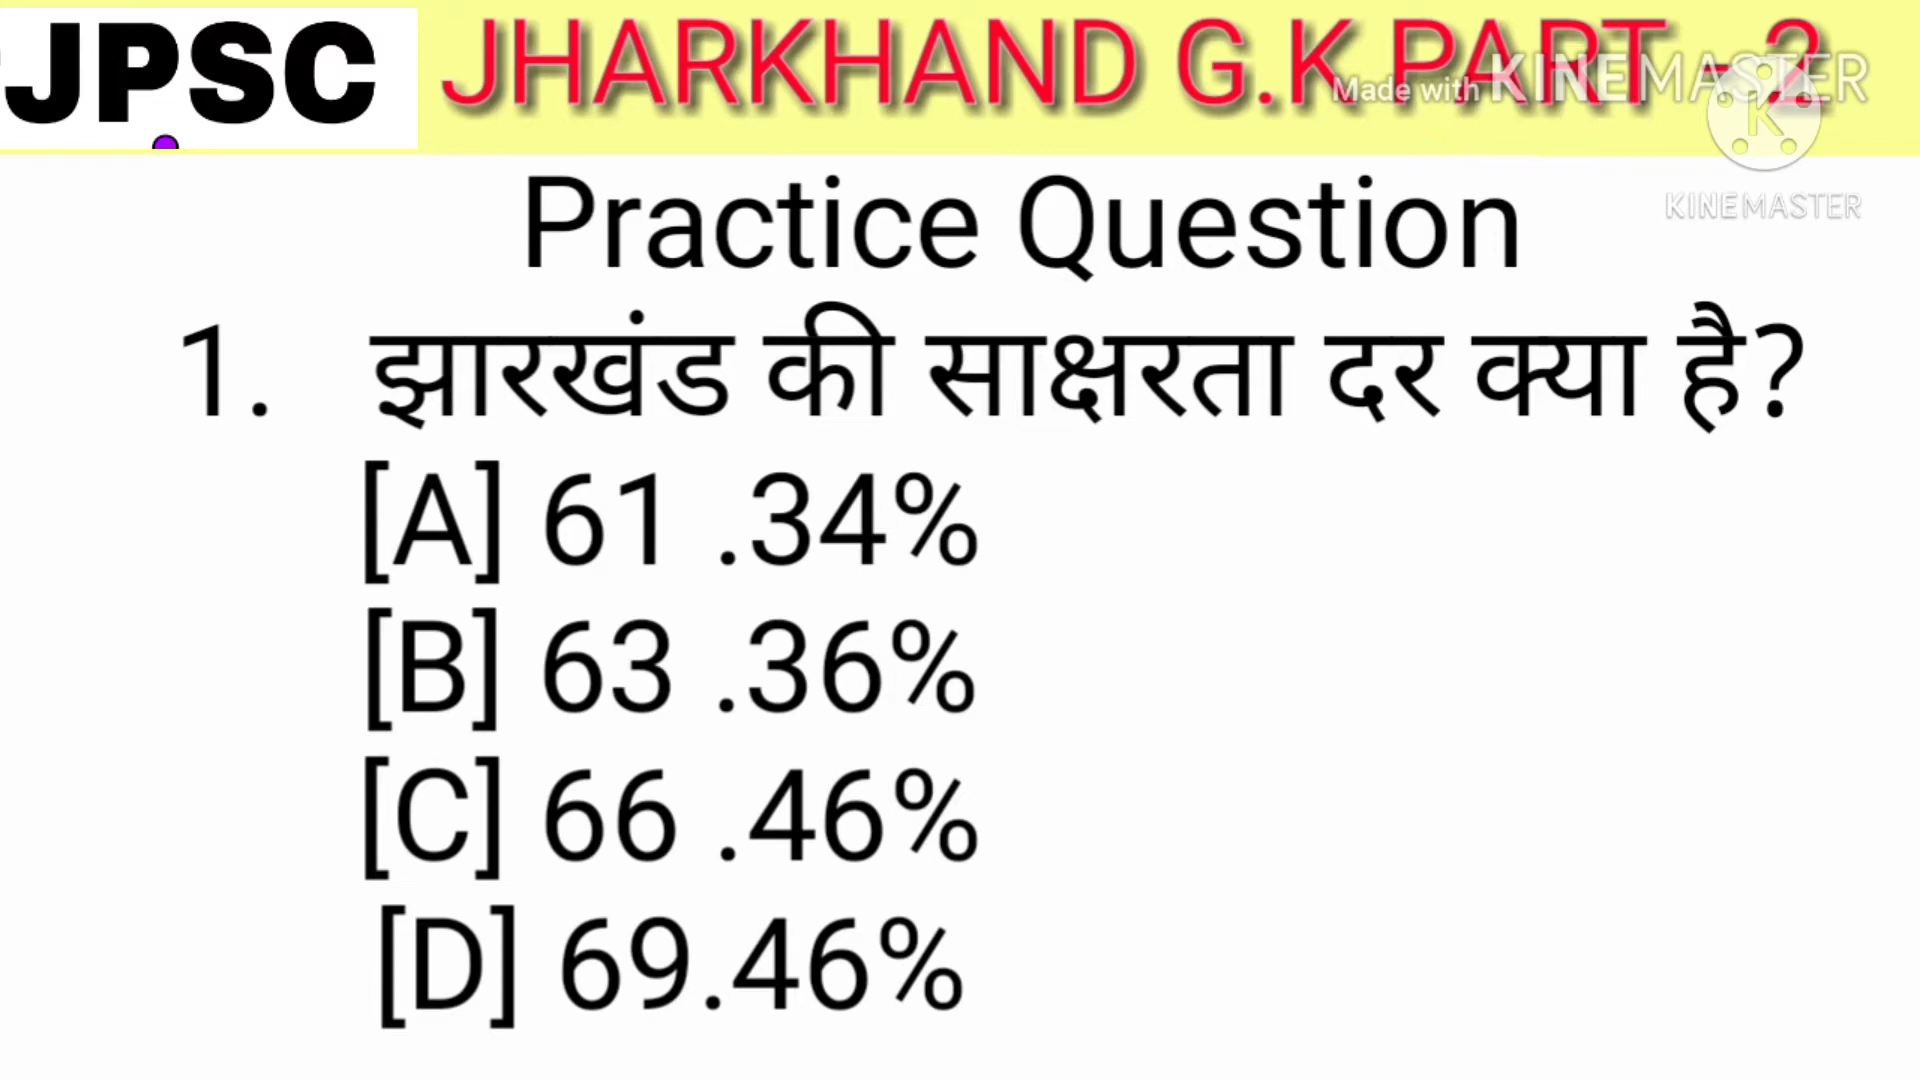 JPSC JHARKHAND G.K PART -2
Made with KINEMASTER
KINEMASTER
Practice Question
1. झारखंड की साक्षरता दर क्या है?
[A] 61 .34%
[B] 63 .36%
[C] 66 .46%
[D] 69.46%